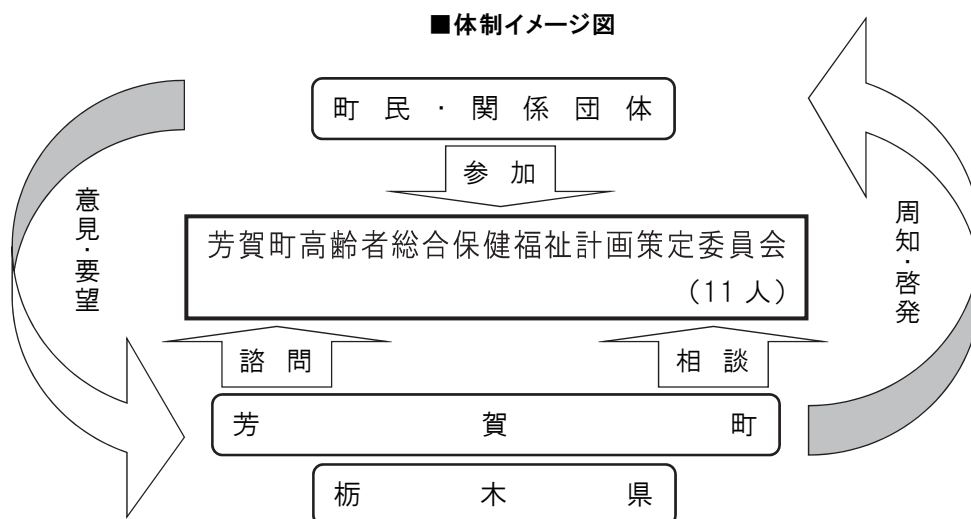 ■体制イメージ図
町民・関係団体
参加
意見・要望
周知・啓発
芳賀町高齢者総合保健福祉計画策定委員会
（11人）
諮問
相談
芳賀町
栃木県